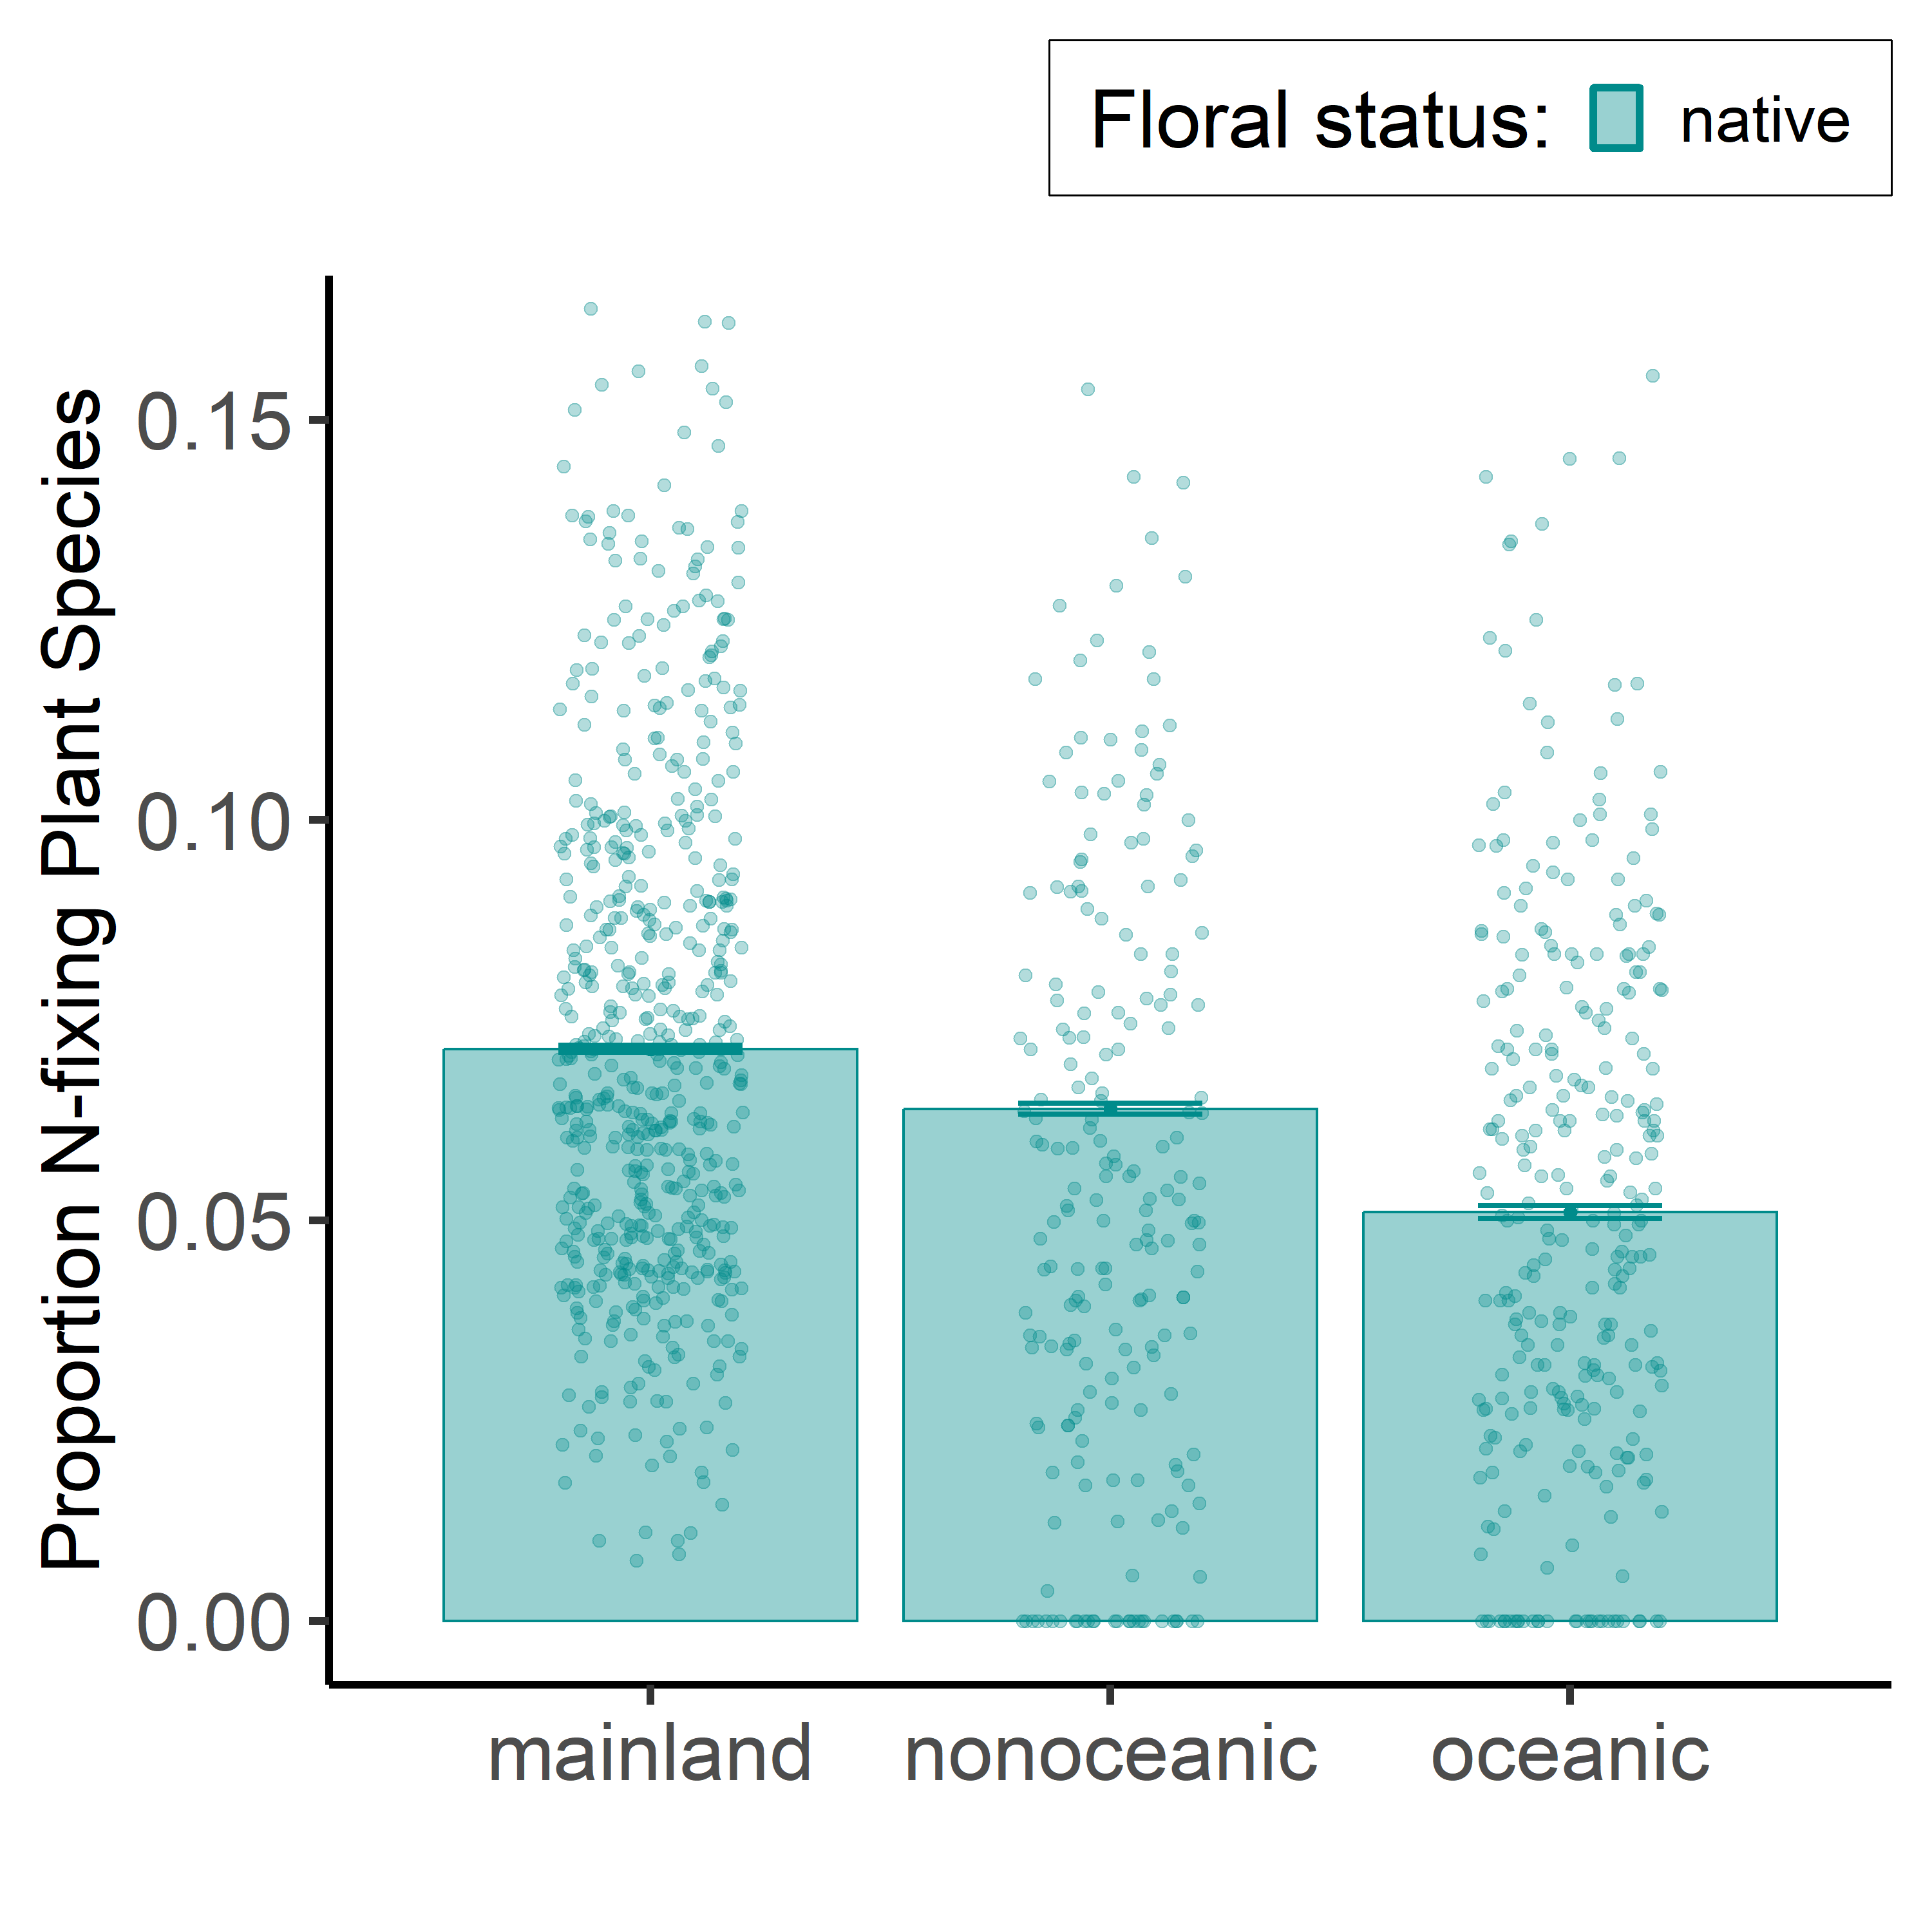 Floral status: native
Proportion N-fixing Plant Species
0.15
0.10
0.05
0.00
mainland nonoceanic oceanic